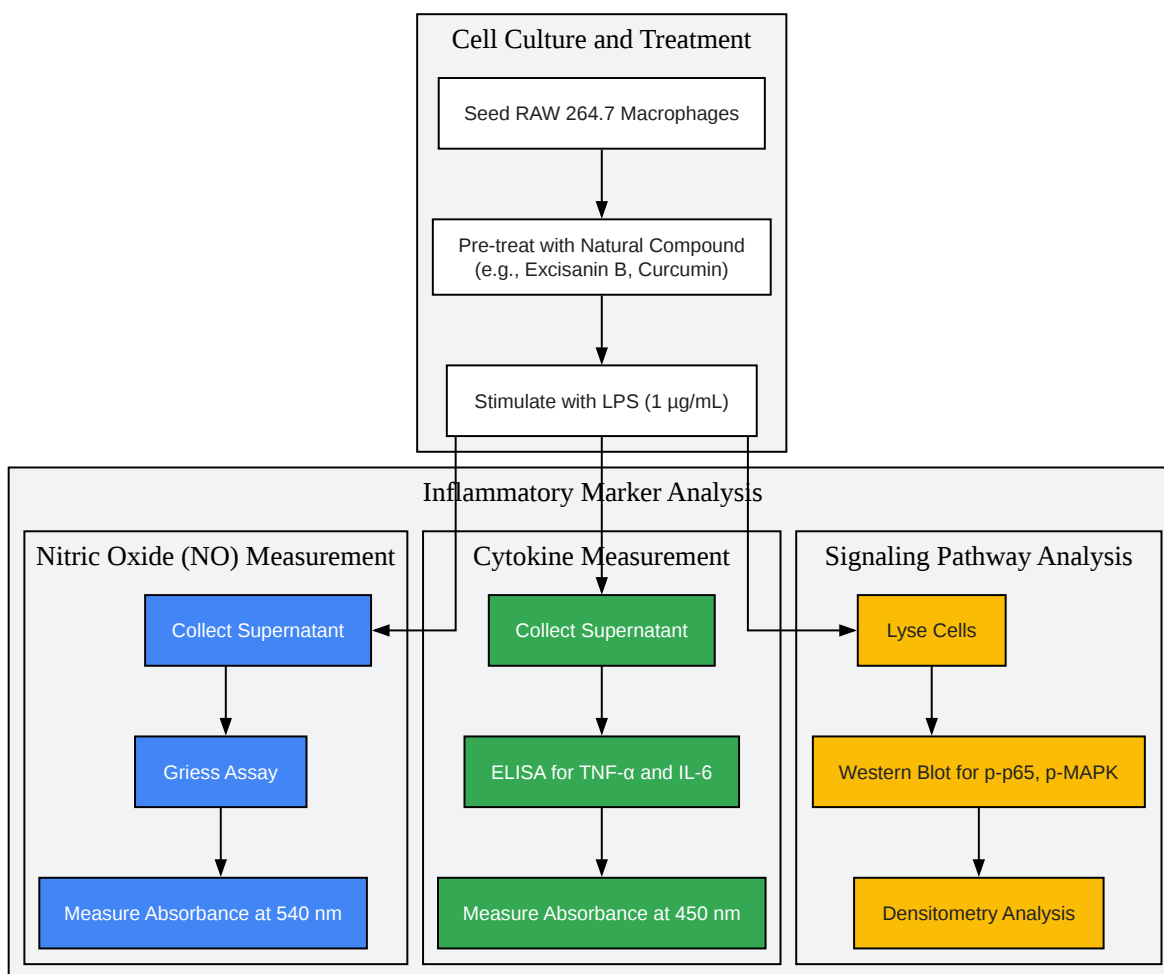 Cell Culture and Treatment
Seed RAW 264.7 Macrophages
Pre-treat with Natural Compound
(e.g., Excisanin B, Curcumin)
Stimulate with LPS (1 µg/mL)
Inflammatory Marker Analysis
Nitric Oxide (NO) Measurement
Collect Supernatant
Griess Assay
Measure Absorbance at 540 nm
Cytokine Measurement
Collect Supernatant
ELISA for TNF-α and IL-6
Measure Absorbance at 450 nm
Signaling Pathway Analysis
Lyse Cells
Western Blot for p-p65, p-MAPK
Densitometry Analysis